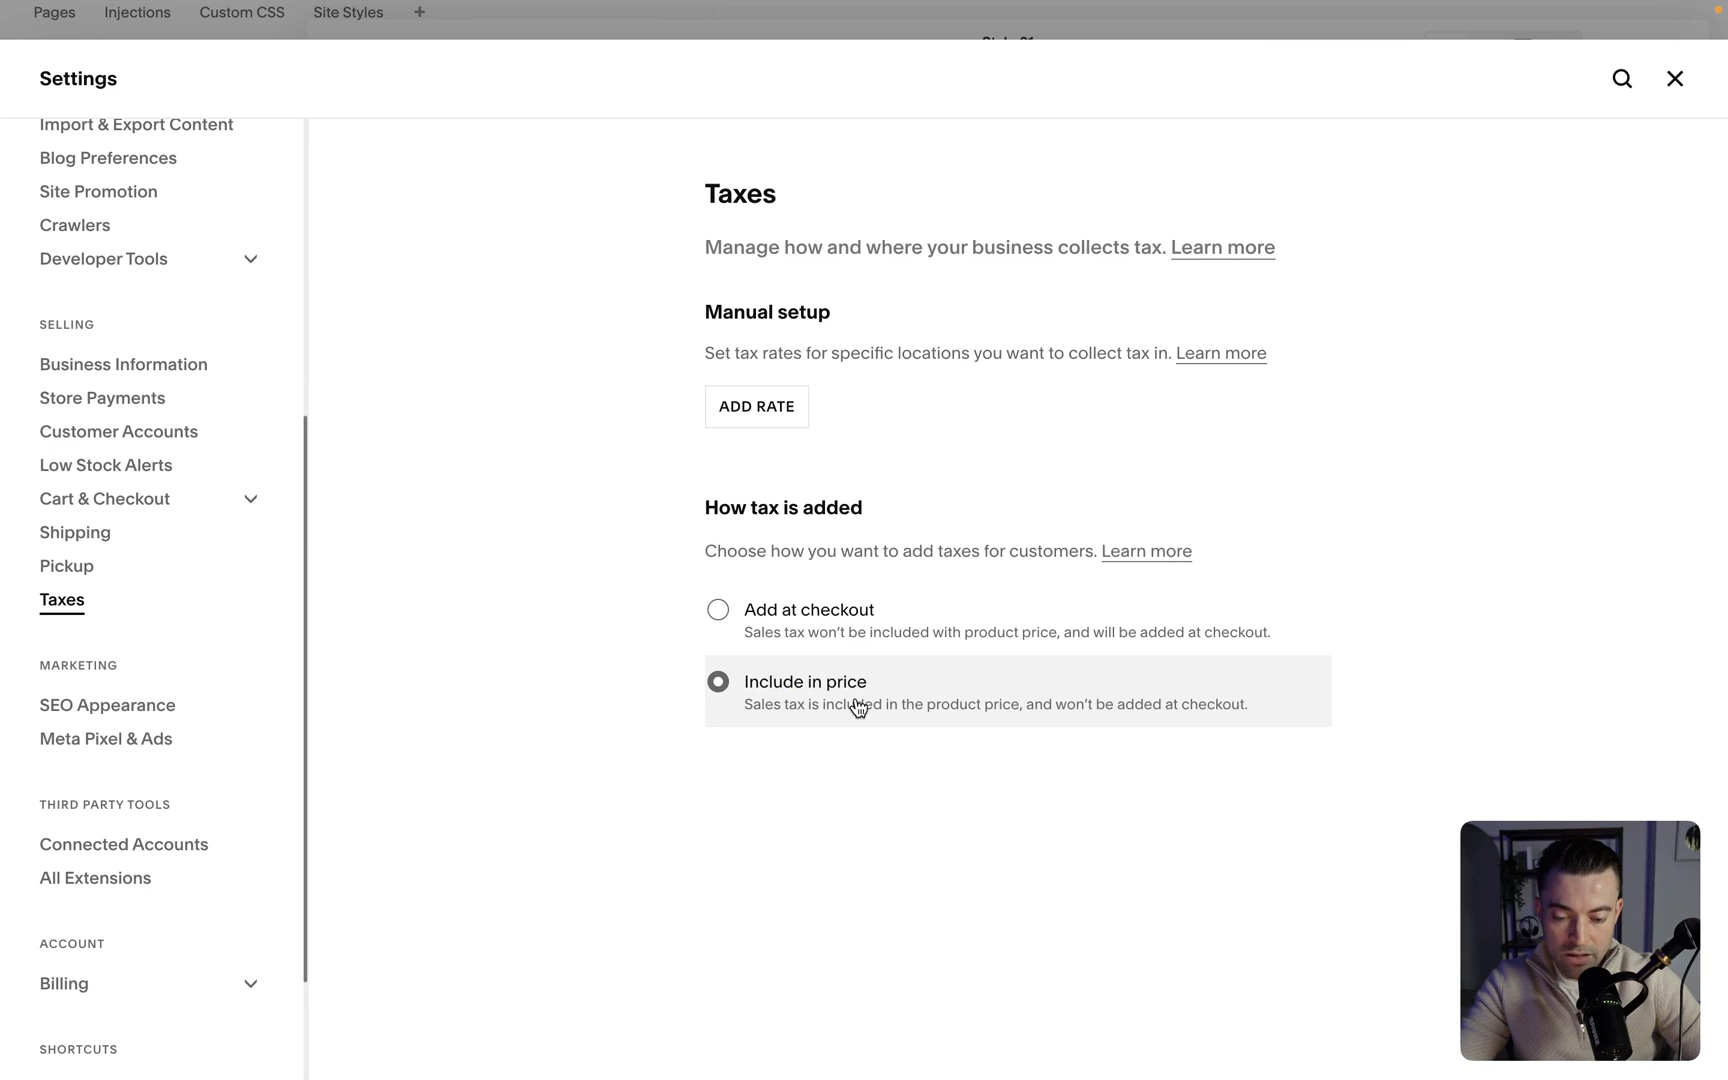 Pages Injections Custom CSS Site Styles +
Settings
Import & Export Content
Blog Preferences
Site Promotion
Crawlers
Developer Tools
SELLING
Business Information
Store Payments
Customer Accounts
Low Stock Alerts
Cart & Checkout
Shipping
Pickup
Taxes
MARKETING
SEO Appearance
Meta Pixel & Ads
THIRD PARTY TOOLS
Connected Accounts
All Extensions
ACCOUNT
Billing
SHORTCUTS
Taxes
Manage how and where your business collects tax. Learn more
Manual setup
Set tax rates for specific locations you want to collect tax in. Learn more
ADD RATE
How tax is added
Choose how you want to add taxes for customers. Learn more
Add at checkout
Sales tax won't be included with product price, and will be added at checkout.
Include in price
Sales tax is included in the product price, and won't be added at checkout.